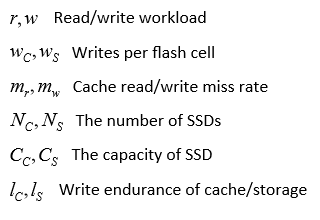 r, w Read/write workload
w_C, w_S Writes per flash cell
m_r, m_w Cache read/write miss rate
N_C, N_S The number of SSDs
C_C, C_S The capacity of SSD
l_C, l_S Write endurance of cache/storage